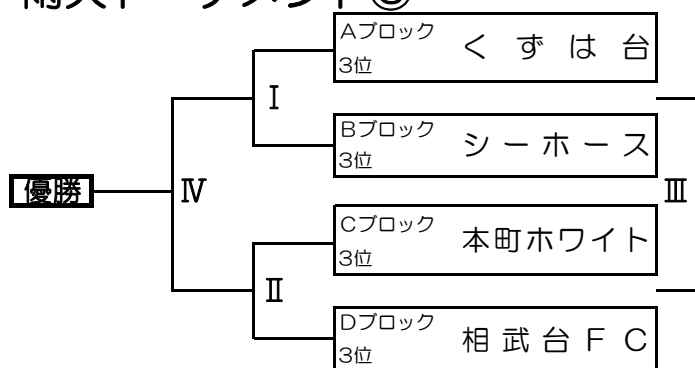 Aブロック
3位
くずは台
Ⅰ
Bブロック
3位
シーホース
優勝
Ⅳ
Ⅲ
Cブロック
3位
本町ホワイト
Ⅱ
Dブロック
3位
相武台FC